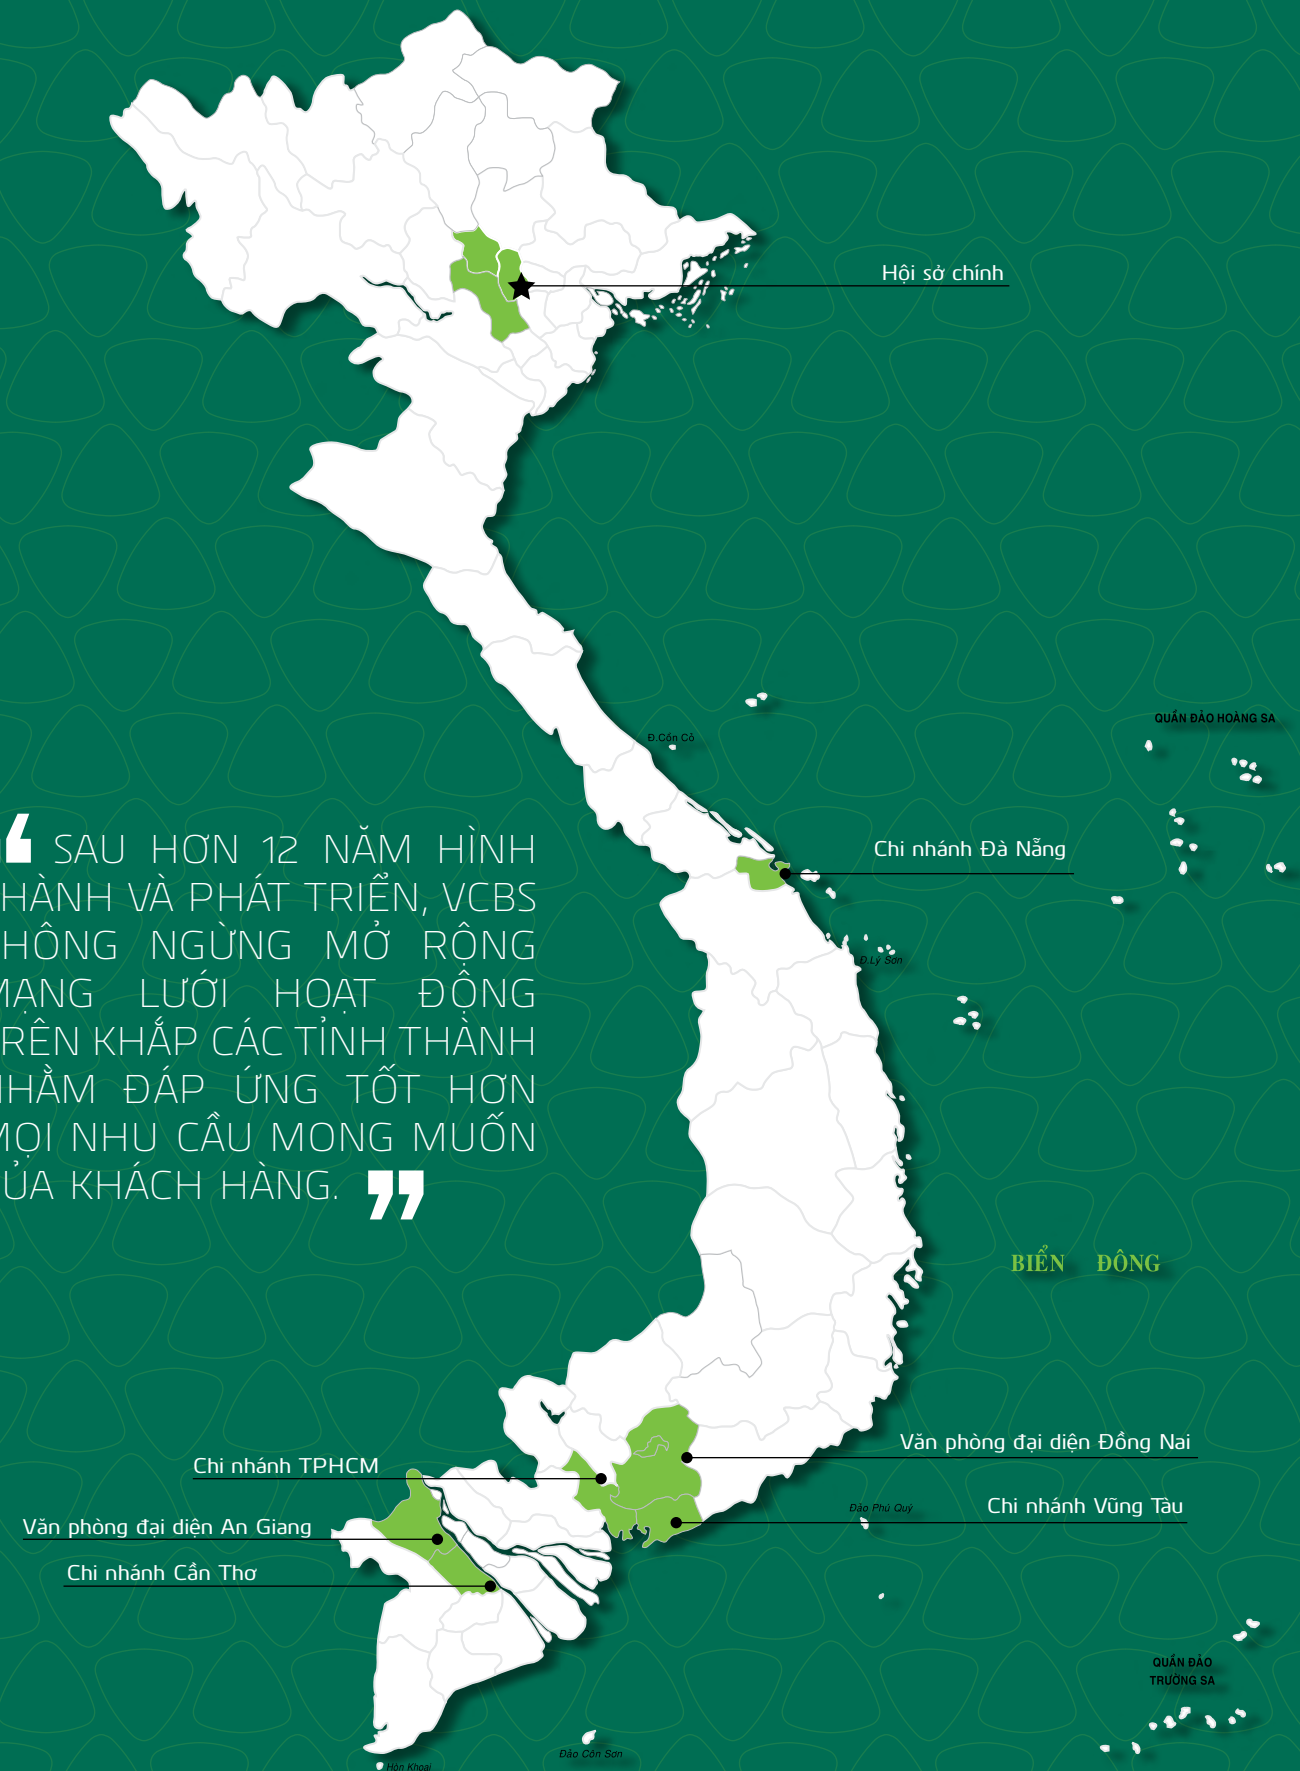 Hội sở chính
QUẦN ĐẢO HOÀNG SA
Đ.Cồn Cỏ
SAU HƠN 12 NĂM HÌNH
HÀNH VÀ PHÁT TRIỂN, VCBS
HÔNG NGỪNG MỞ RỘNG
MẠNG LƯỚI HOẠT ĐỘNG
RÊN KHẮP CÁC TỈNH THÀNH
NHẰM ĐÁP ỨNG TỐT HƠN
MỌI NHU CẦU MONG MUỐN
ỦA KHÁCH HÀNG. ”
Chi nhánh Đà Nẵng
Đ.Lý Sơn
BIỂN ĐÔNG
Văn phòng đại diện Đồng Nai
Chi nhánh TPHCM
Đảo Phú Quý
Chi nhánh Vũng Tàu
Văn phòng đại diện An Giang
Chi nhánh Cần Thơ
QUẦN ĐẢO
TRƯỜNG SA
Đảo Côn Sơn
Hòn Khoai